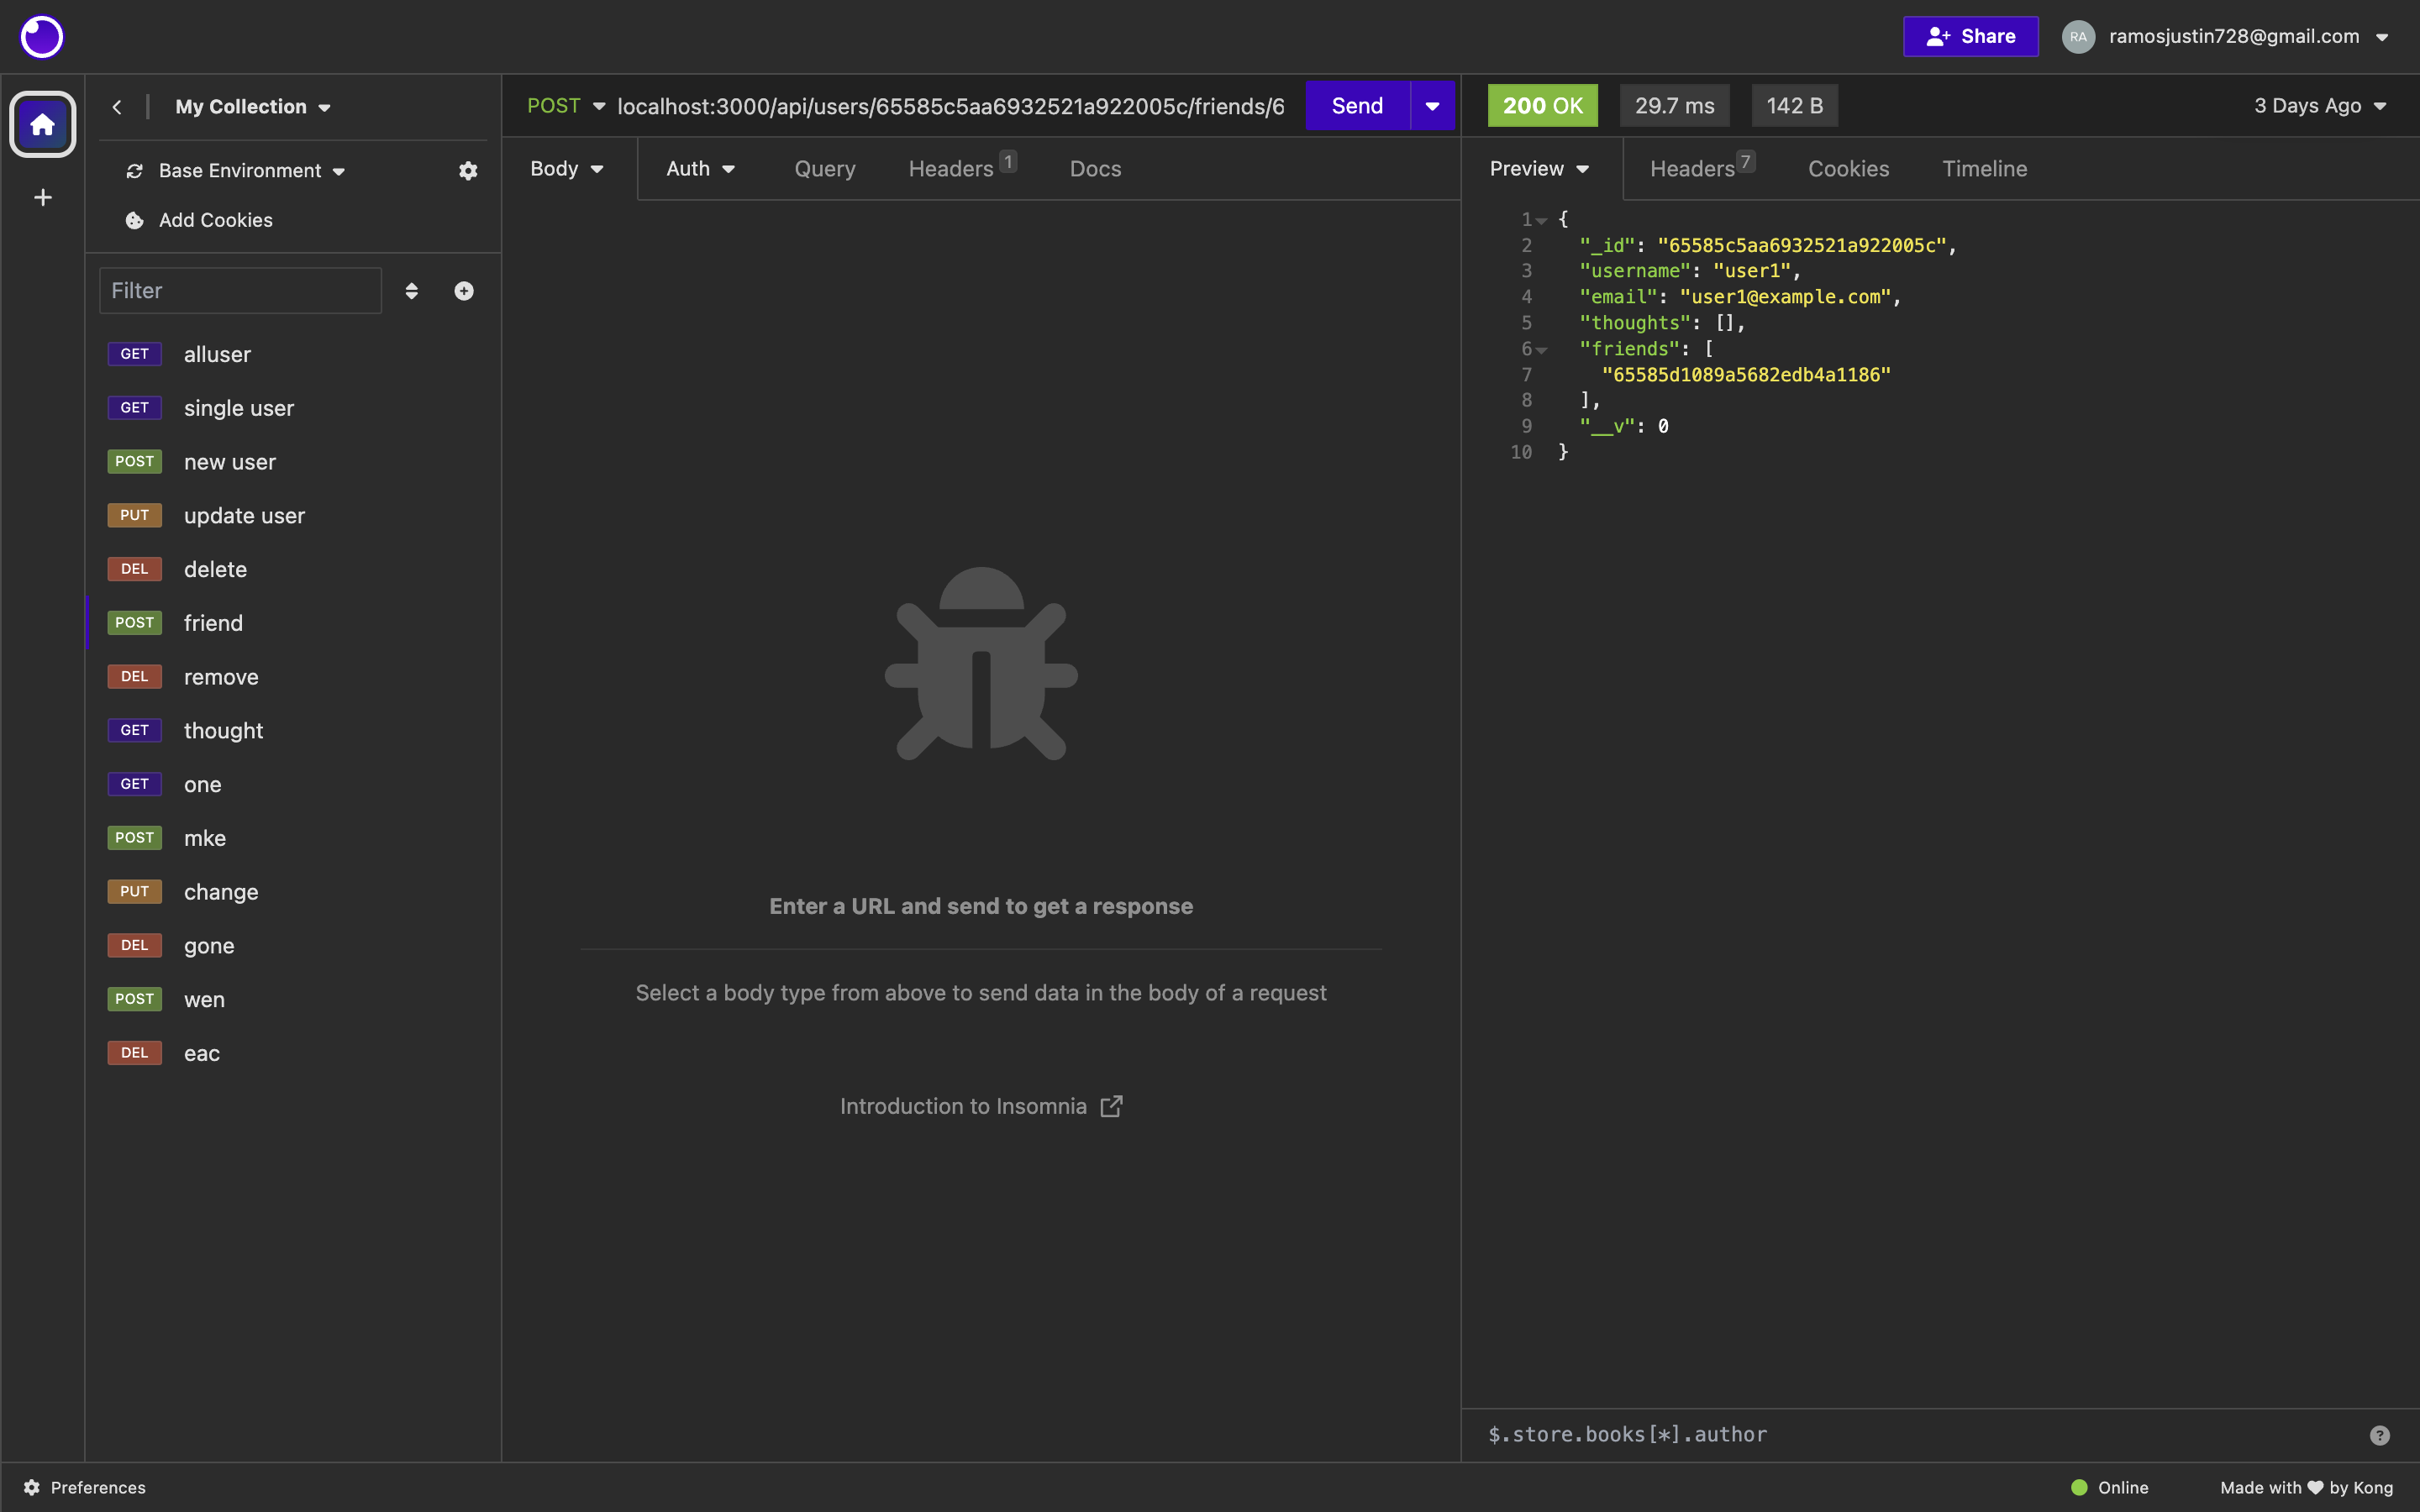 Share
RA
ramosjustin728@gmail.com
My Collection
Base Environment
Add Cookies
Filter
GET alluser
GET single user
POST new user
PUT update user
DEL delete
POST friend
DEL remove
GET thought
GET one
POST mke
PUT change
DEL gone
POST wen
DEL eac
POST localhost:3000/api/users/65585c5aa6932521a922005c/friends/6 Send
Body Auth Query Headers 1 Docs
Enter a URL and send to get a response
Select a body type from above to send data in the body of a request
Introduction to Insomnia
200 OK 29.7 ms 142 B 3 Days Ago
Preview Headers 7 Cookies Timeline
1 {
2 "_id": "65585c5aa6932521a922005c",
3 "username": "user1",
4 "email": "user1@example.com",
5 "thoughts": [],
6 "friends": [
7 "65585d1089a5682edb4a1186"
8 ],
9 "__v": 0
10 }
$.store.books[*].author ?
Preferences
Online
Made with ♥ by Kong